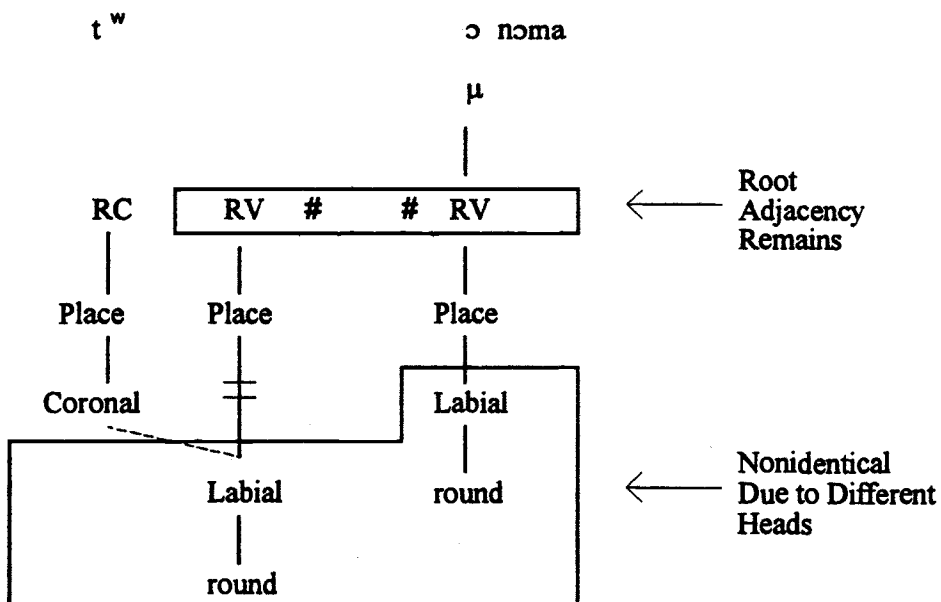 t ʷ ɔ nɔma
μ
RC RV # # RV
Root
Adjacency
Remains
Place Place Place
Coronal Labial
Labial round
round
Nonidentical
Due to Different
Heads